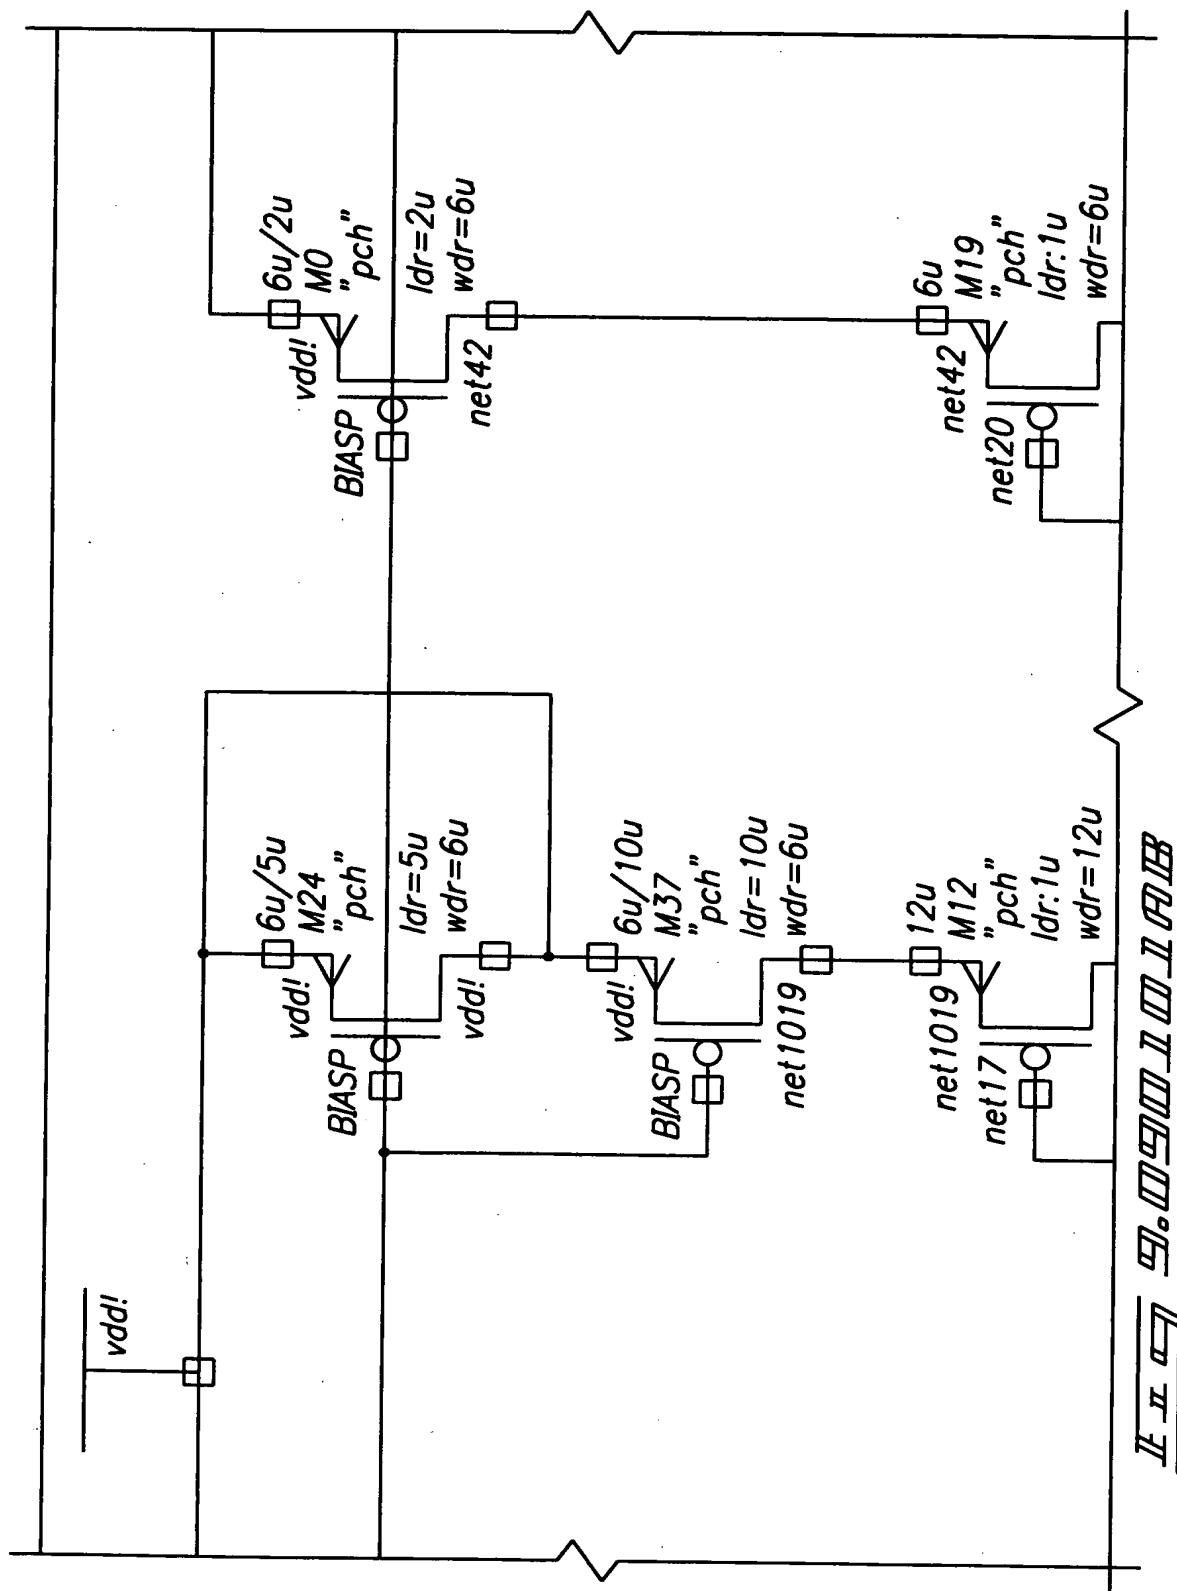 vdd!
6u/5u
M24
"pch"
vdd!
BIASP
ldr=5u
wdr=6u
vdd!
6u/10u
M37
"pch"
vdd!
BIASP
ldr=10u
wdr=6u
net1019
12u
M12
"pch"
ldr:1u
wdr=12u
net1019
net17
6u/2u
M0
"pch"
vdd!
BIASP
ldr=2u
wdr=6u
net42
6u
M19
"pch"
ldr:1u
wdr=6u
net42
net20
FIG 9.0901101AB